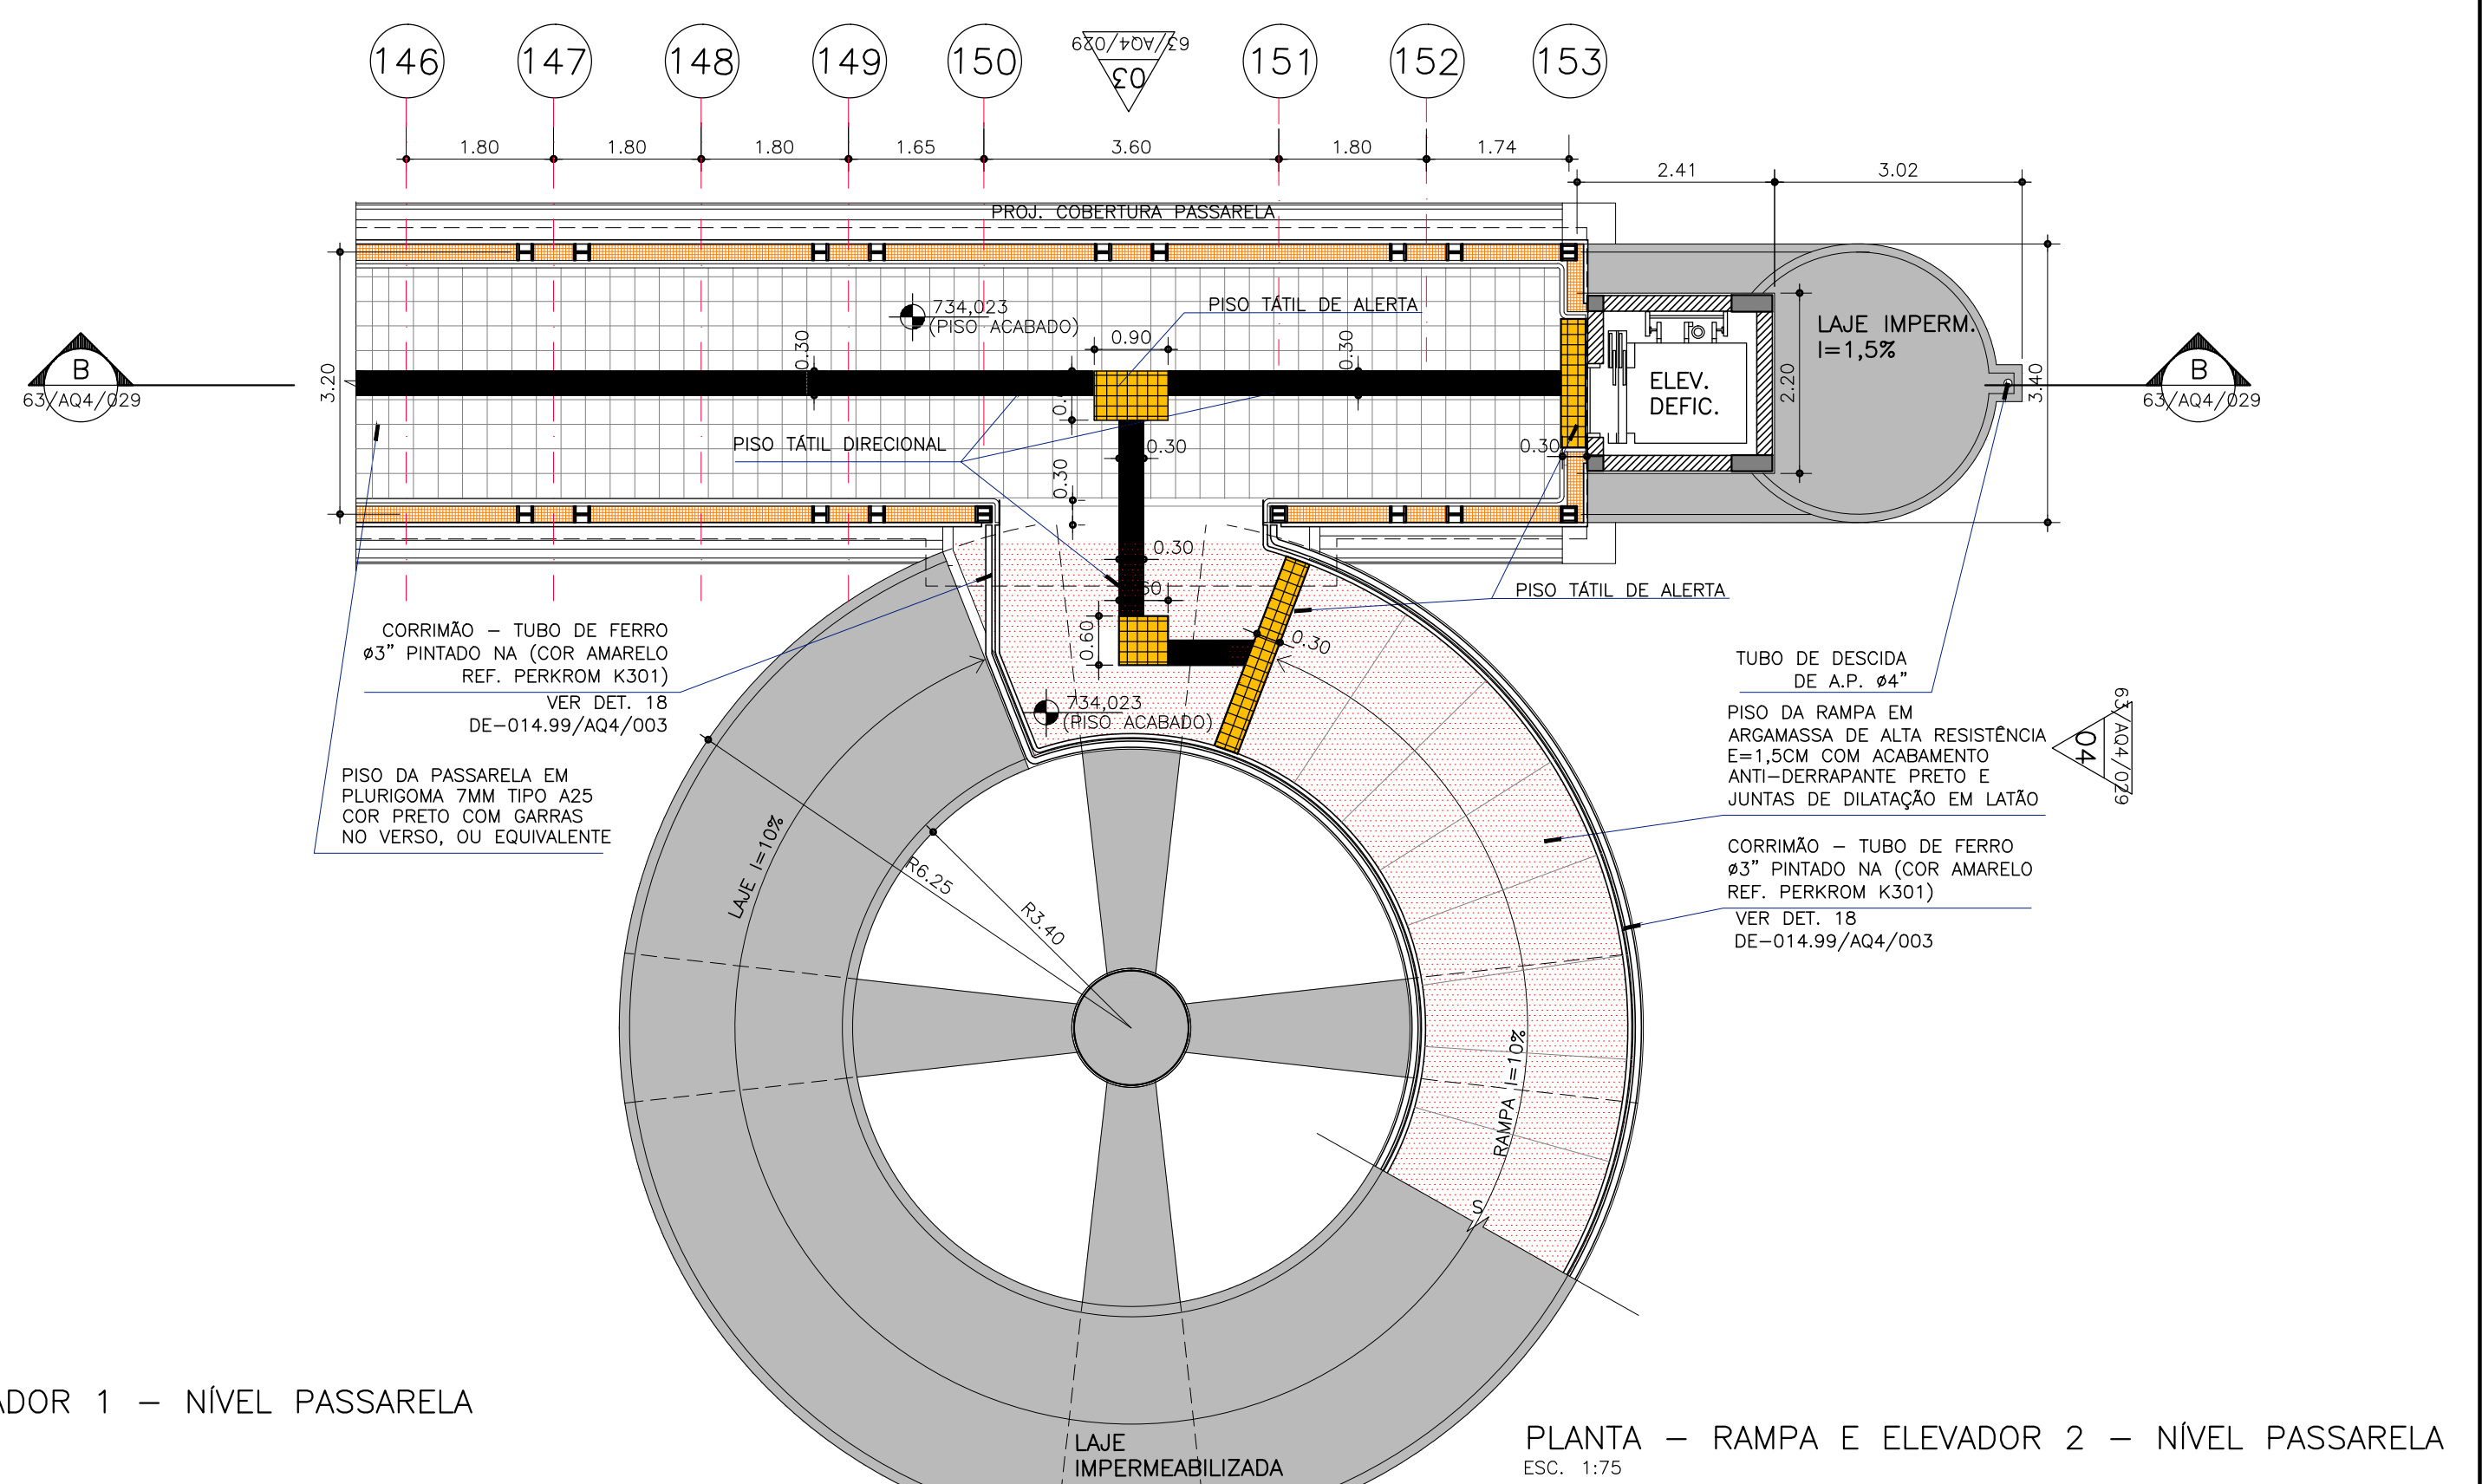 146
147
148
149
150
63/AQ4/029
03
151
152
153
1.80
1.80
1.80
1.65
3.60
1.80
1.74
2.41
3.02
PROJ. COBERTURA PASSARELA
734,023
(PISO ACABADO)
PISO TÁTIL DE ALERTA
0.90
0.30
0.30
3.20
B
63/AQ4/029
LAJE IMPERM.
I=1,5%
ELEV.
DEFIC.
2.20
3.40
B
63/AQ4/029
PISO TÁTIL DIRECIONAL
0.30
0.30
0.30
0.30
PISO TÁTIL DE ALERTA
0.60
0.30
734,023
(PISO ACABADO)
CORRIMÃO – TUBO DE FERRO
ø3” PINTADO NA (COR AMARELO
REF. PERKROM K301)
VER DET. 18
DE–014.99/AQ4/003
PISO DA PASSARELA EM
PLURIGOMA 7MM TIPO A25
COR PRETO COM GARRAS
NO VERSO, OU EQUIVALENTE
TUBO DE DESCIDA
DE A.P. ø4”
PISO DA RAMPA EM
ARGAMASSA DE ALTA RESISTÊNCIA
E=1,5CM COM ACABAMENTO
ANTI–DERRAPANTE PRETO E
JUNTAS DE DILATAÇÃO EM LATÃO
04
63/AQ4/029
CORRIMÃO – TUBO DE FERRO
ø3” PINTADO NA (COR AMARELO
REF. PERKROM K301)
VER DET. 18
DE–014.99/AQ4/003
LAJE I=10%
R6.25
R3.40
RAMPA I=10%
S
LAJE
IMPERMEABILIZADA
ADOR 1 – NÍVEL PASSARELA
PLANTA – RAMPA E ELEVADOR 2 – NÍVEL PASSARELA
ESC. 1:75